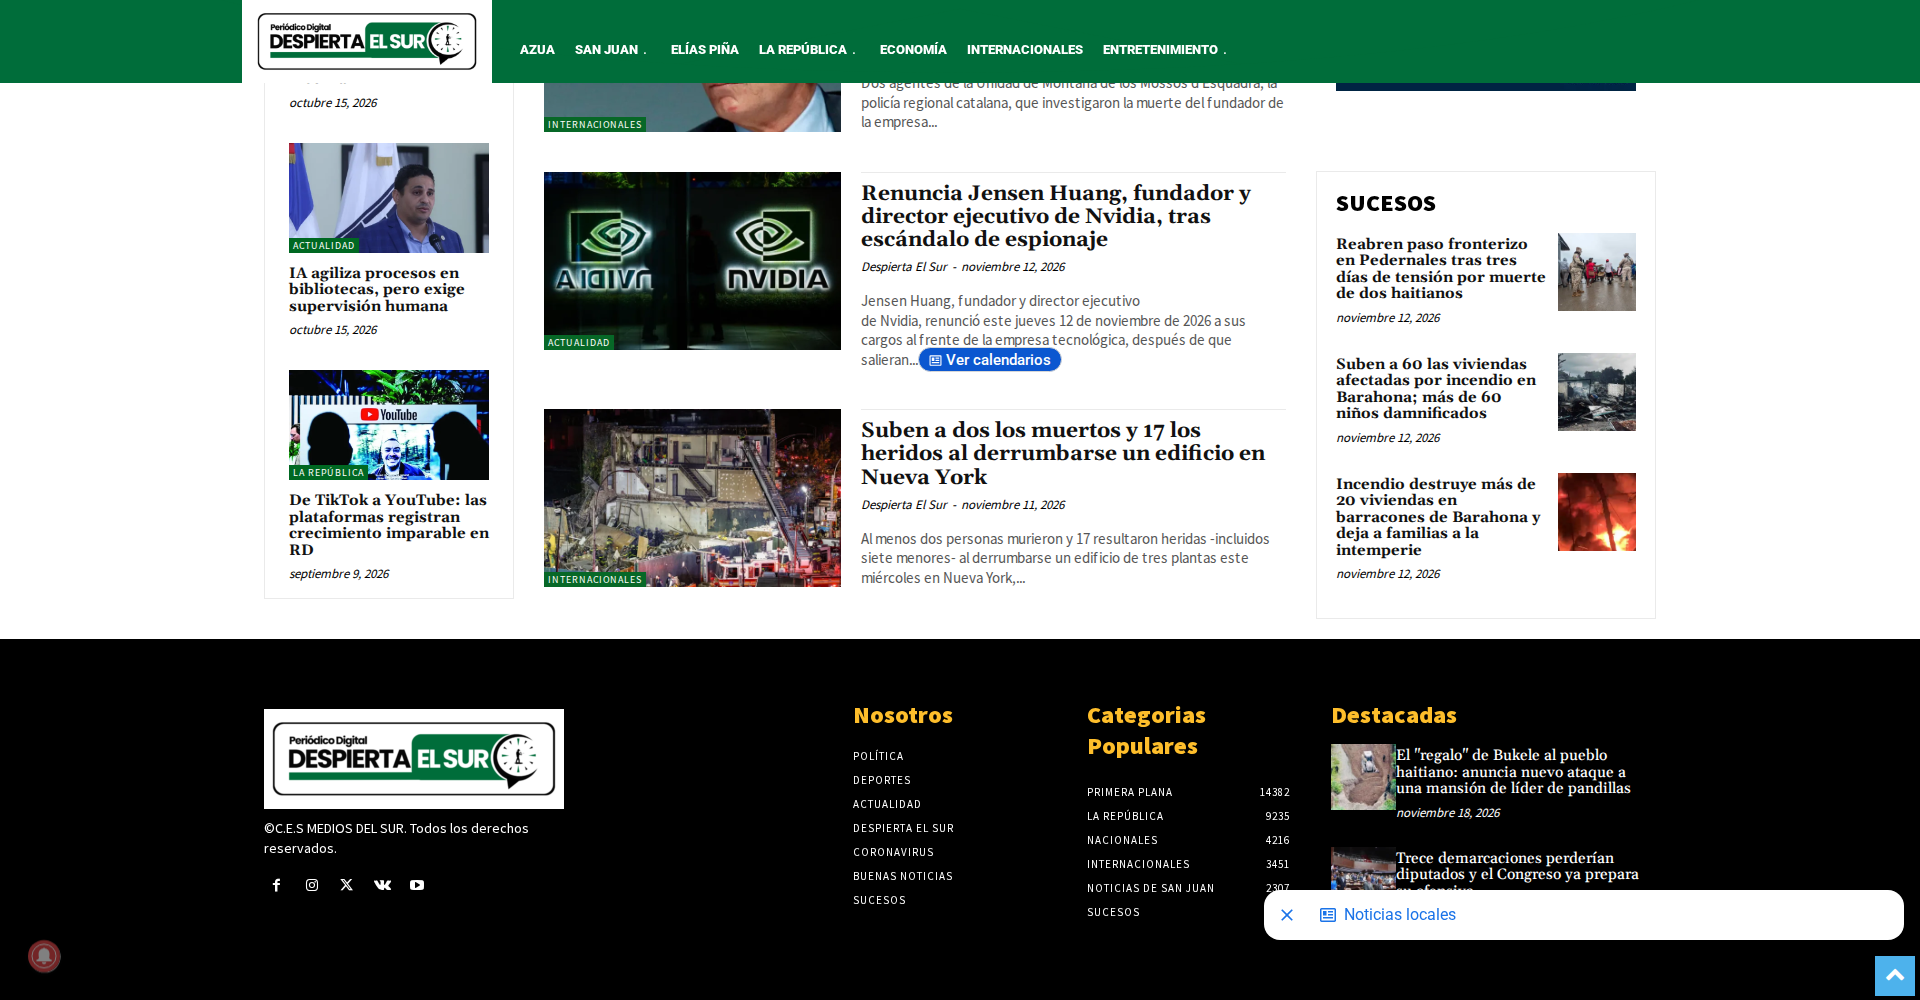 Periódico Digital
DESPIERTA EL SUR
AZUA
SAN JUAN
ELÍAS PIÑA
LA REPÚBLICA
ECONOMÍA
INTERNACIONALES
ENTRETENIMIENTO
octubre 15, 2026
ACTUALIDAD
IA agiliza procesos en
bibliotecas, pero exige
supervisión humana
octubre 15, 2026
YouTube
LA REPÚBLICA
De TikTok a YouTube: las
plataformas registran
crecimiento imparable en
RD
septiembre 9, 2026
INTERNACIONALES
Dos agentes de la Unidad de Montaña de los Mossos d'Esquadra, la
policía regional catalana, que investigaron la muerte del fundador de
la empresa...
NVIDIA
ACTUALIDAD
Renuncia Jensen Huang, fundador y
director ejecutivo de Nvidia, tras
escándalo de espionaje
Despierta El Sur - noviembre 12, 2026
Jensen Huang, fundador y director ejecutivo
de Nvidia, renunció este jueves 12 de noviembre de 2026 a sus
cargos al frente de la empresa tecnológica, después de que
salieran... Ver calendarios
INTERNACIONALES
Suben a dos los muertos y 17 los
heridos al derrumbarse un edificio en
Nueva York
Despierta El Sur - noviembre 11, 2026
Al menos dos personas murieron y 17 resultaron heridas -incluidos
siete menores- al derrumbarse un edificio de tres plantas este
miércoles en Nueva York,...
SUCESOS
Reabren paso fronterizo
en Pedernales tras tres
días de tensión por muerte
de dos haitianos
noviembre 12, 2026
Suben a 60 las viviendas
afectadas por incendio en
Barahona; más de 60
niños damnificados
noviembre 12, 2026
Incendio destruye más de
20 viviendas en
barracones de Barahona y
deja a familias a la
intemperie
noviembre 12, 2026
Periódico Digital
DESPIERTA EL SUR
©C.E.S MEDIOS DEL SUR. Todos los derechos
reservados.
Nosotros
POLÍTICA
DEPORTES
ACTUALIDAD
DESPIERTA EL SUR
CORONAVIRUS
BUENAS NOTICIAS
SUCESOS
Categorias
Populares
PRIMERA PLANA 14382
LA REPÚBLICA 9235
NACIONALES 4216
INTERNACIONALES 3451
NOTICIAS DE SAN JUAN 2307
SUCESOS
Destacadas
El "regalo" de Bukele al pueblo
haitiano: anuncia nuevo ataque a
una mansión de líder de pandillas
noviembre 18, 2026
Trece demarcaciones perderían
diputados y el Congreso ya prepara
Noticias locales